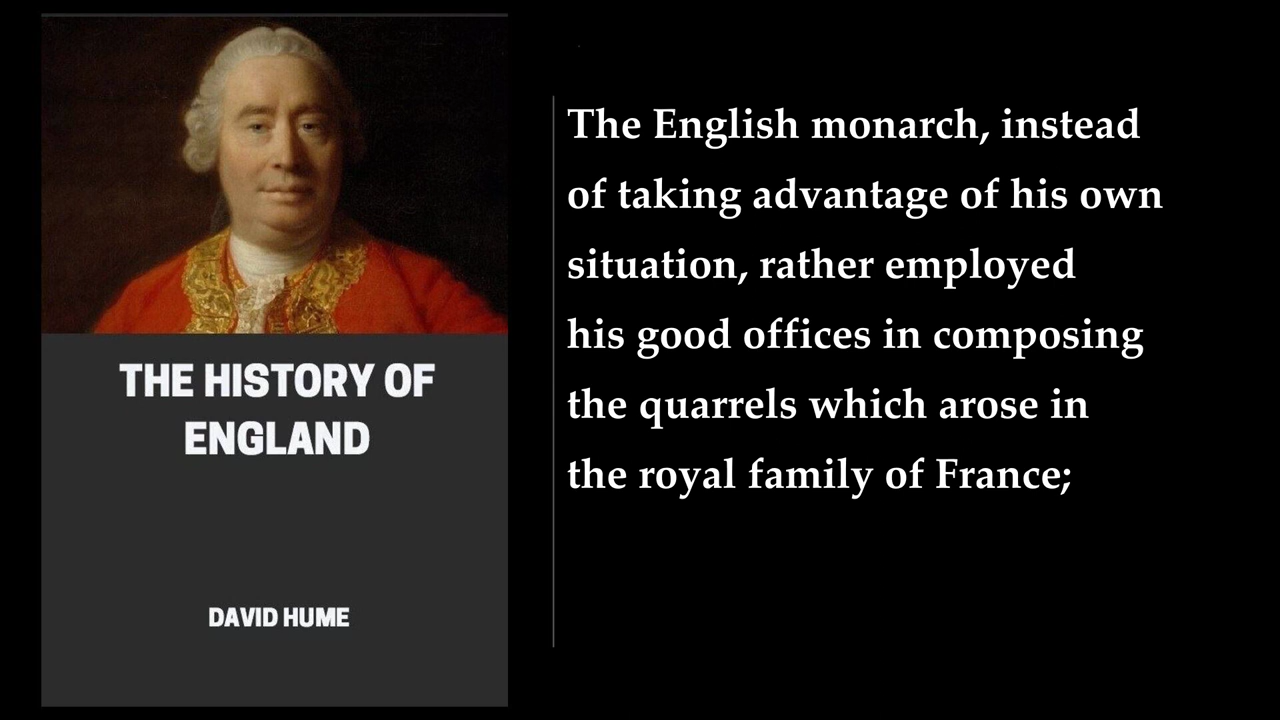 THE HISTORY OF
ENGLAND
DAVID HUME
The English monarch, instead
of taking advantage of his own
situation, rather employed
his good offices in composing
the quarrels which arose in
the royal family of France;